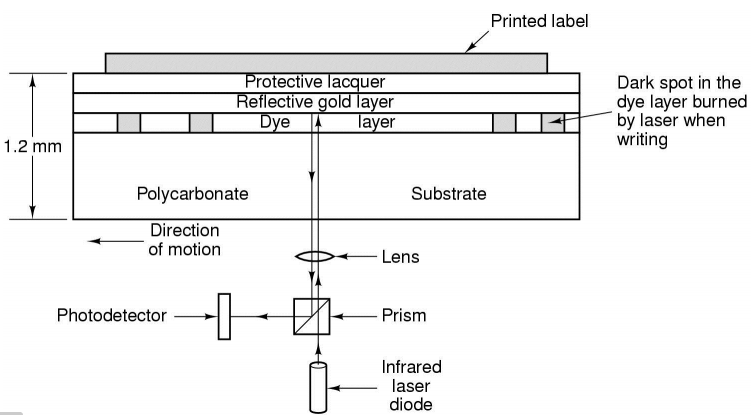 Printed label
Protective lacquer
Reflective gold layer
Dye layer
Dark spot in the
dye layer burned
by laser when
writing
1.2 mm
Polycarbonate Substrate
Direction
of motion
Lens
Photodetector
Prism
Infrared
laser
diode